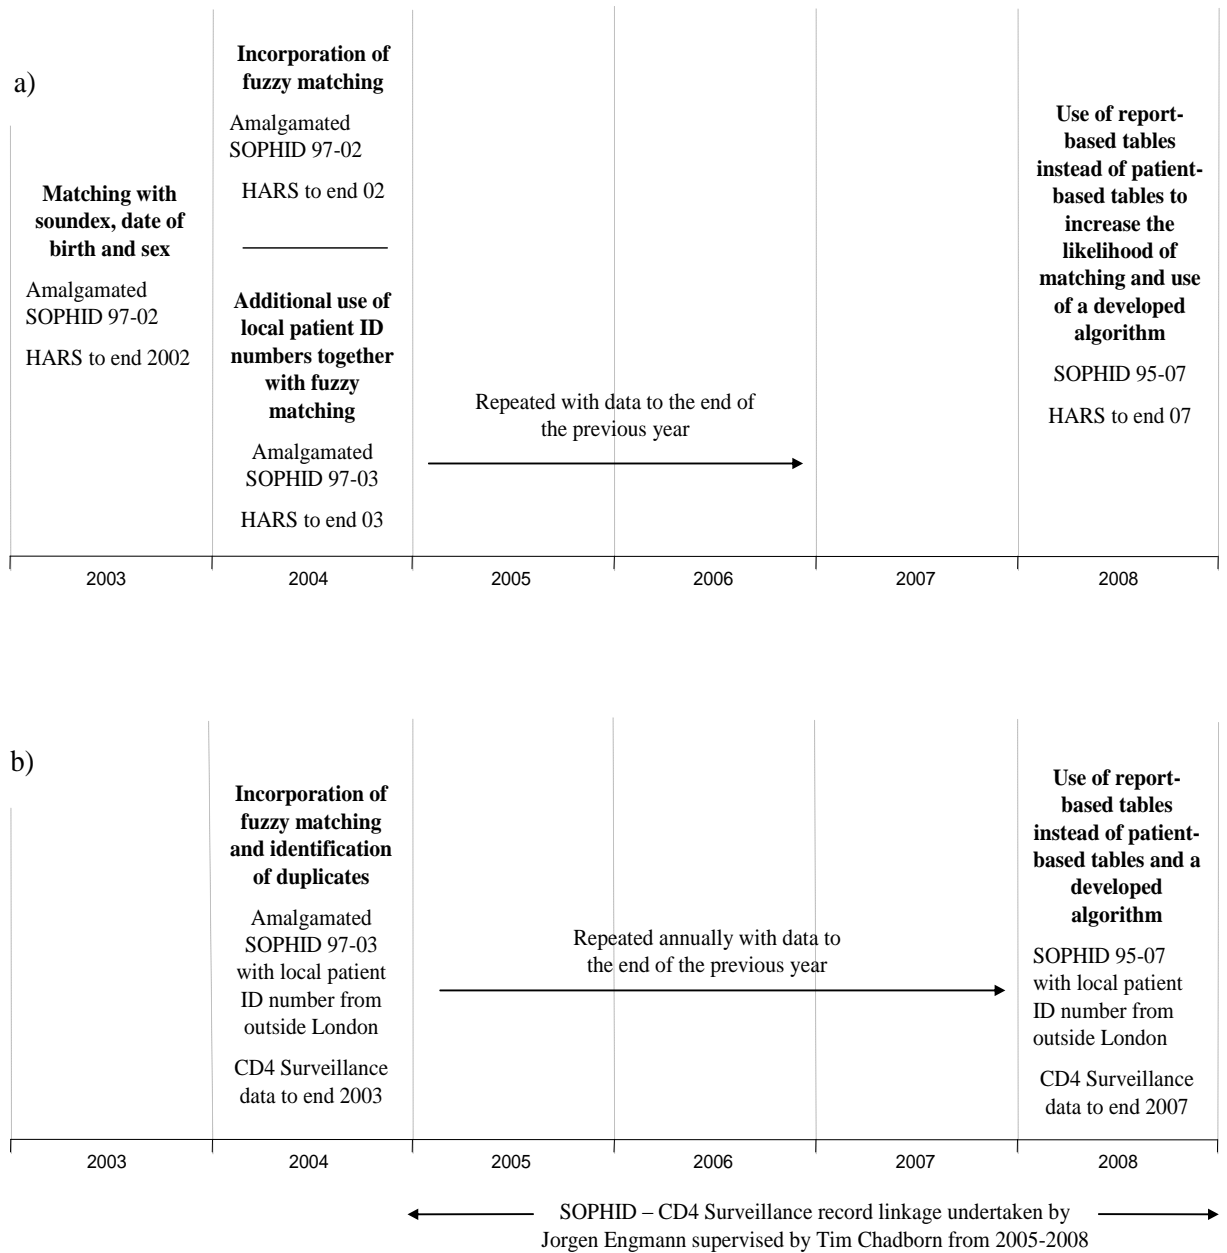 a)
Matching with
soundex, date of
birth and sex
Amalgamated
SOPHID 97-02
HARS to end 2002
Incorporation of
fuzzy matching
Amalgamated
SOPHID 97-02
HARS to end 02
Additional use of
local patient ID
numbers together
with fuzzy
matching
Amalgamated
SOPHID 97-03
HARS to end 03
Repeated with data to the end of
the previous year
Use of report-
based tables
instead of patient-
based tables to
increase the
likelihood of
matching and use
of a developed
algorithm
SOPHID 95-07
HARS to end 07
2003
2004
2005
2006
2007
2008
b)
Incorporation of
fuzzy matching
and identification
of duplicates
Amalgamated
SOPHID 97-03
with local patient
ID number from
outside London
CD4 Surveillance
data to end 2003
Repeated annually with data to
the end of the previous year
Use of report-
based tables
instead of patient-
based tables and a
developed
algorithm
SOPHID 95-07
with local patient
ID number from
outside London
CD4 Surveillance
data to end 2007
2003
2004
2005
2006
2007
2008
SOPHID – CD4 Surveillance record linkage undertaken by
Jorgen Engmann supervised by Tim Chadborn from 2005-2008